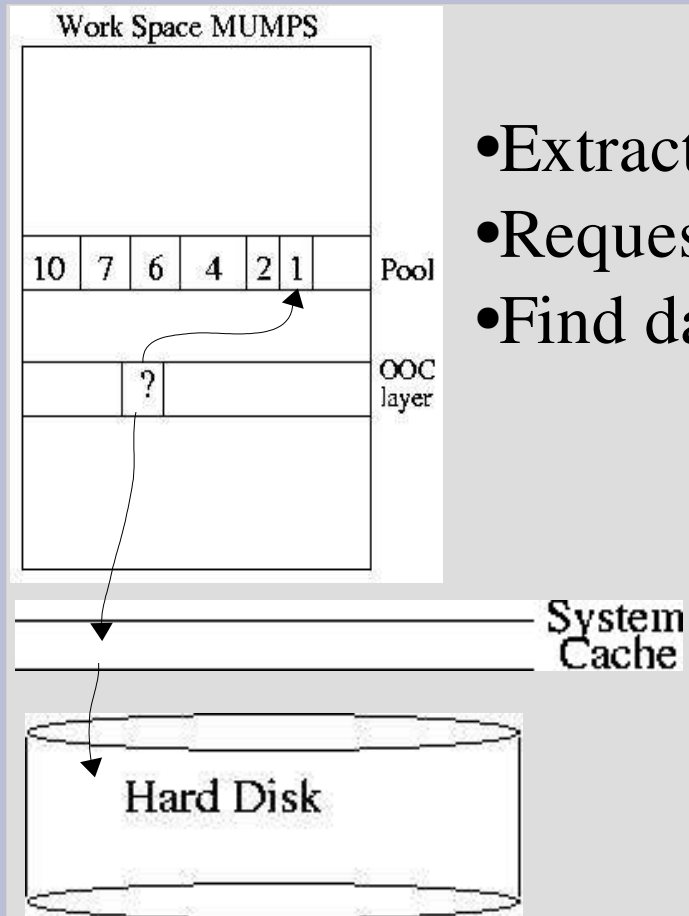 Work Space MUMPS
10 7 6 4 2 1 Pool
? OOC
layer
System
Cache
Hard Disk
•Extract
•Reques
•Find da